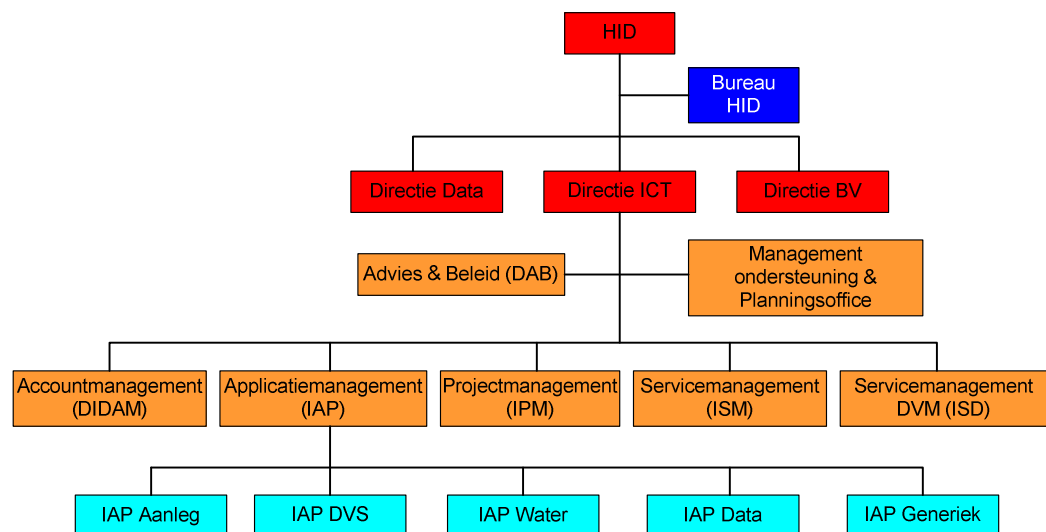 HID
Bureau
HID
Directie Data
Directie ICT
Directie BV
Advies & Beleid (DAB)
Management
ondersteuning &
Planningsoffice
Accountmanagement
(DIDAM)
Applicatiemanagement
(IAP)
Projectmanagement
(IPM)
Servicemanagement
(ISM)
Servicemanagement
DVM (ISD)
IAP Aanleg
IAP DVS
IAP Water
IAP Data
IAP Generiek